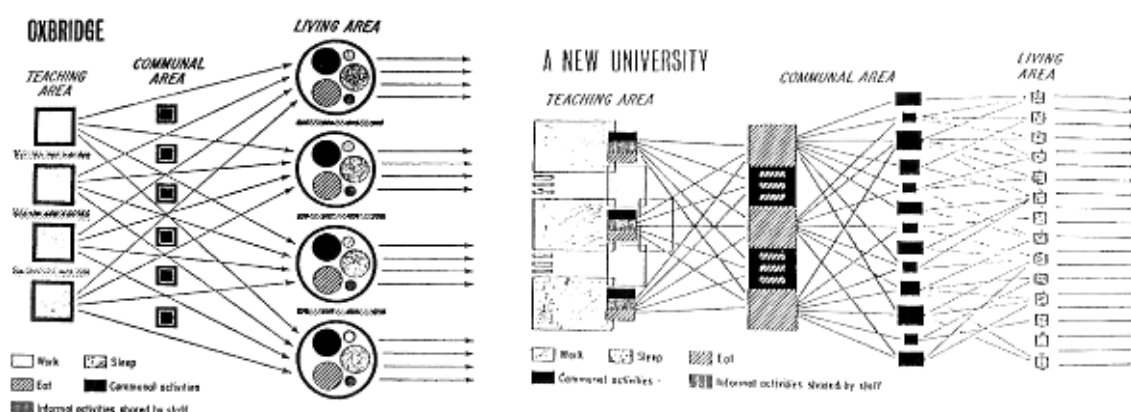 OXBRIDGE
TEACHING
AREA
COMMUNAL
AREA
LIVING AREA
Work
Sleep
Eat
Communal activities
Informal activities shared by staff
A NEW UNIVERSITY
TEACHING AREA
COMMUNAL AREA
LIVING
AREA
Work
Sleep
Eat
Communal activities
Informal activities shared by staff